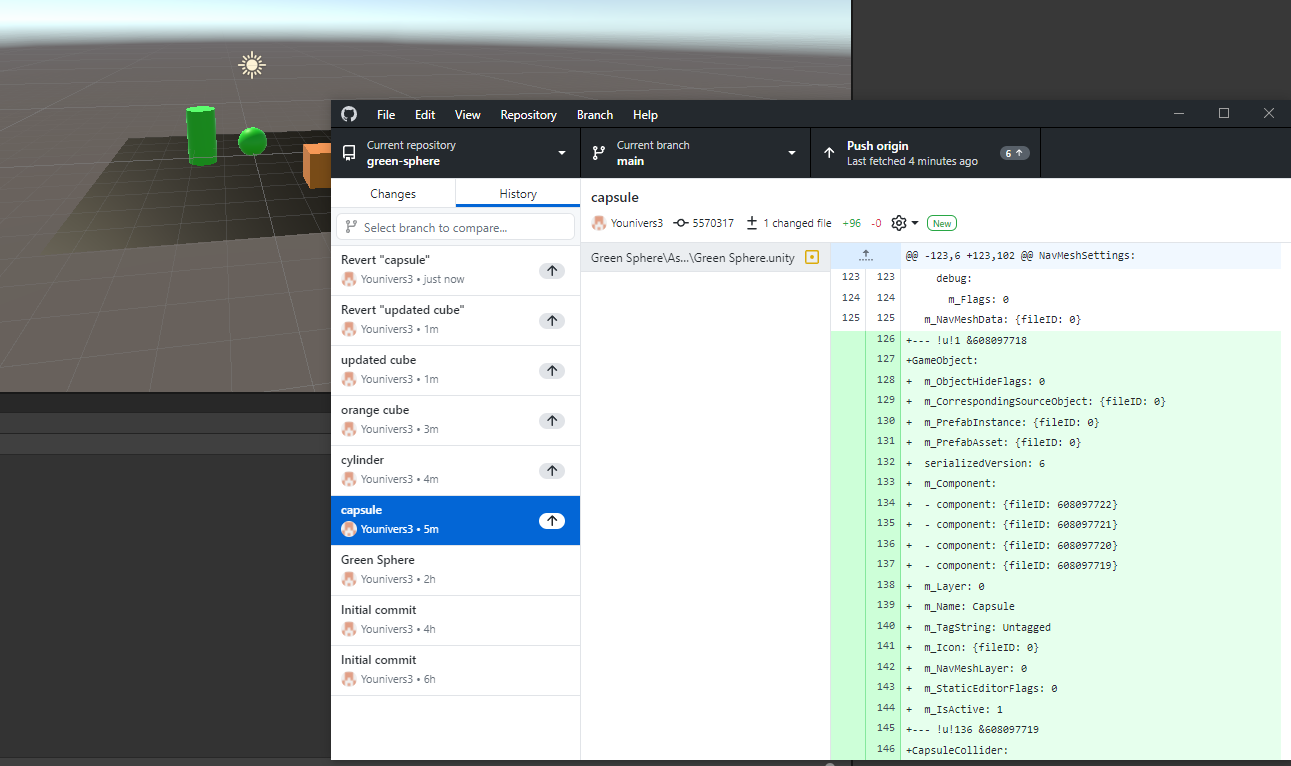 File Edit View Repository Branch Help
Current repository
green-sphere
Current branch
main
Push origin
Last fetched 4 minutes ago
6
Changes History
Select branch to compare...
Revert "capsule"
Younivers3 • just now
Revert "updated cube"
Younivers3 • 1m
updated cube
Younivers3 • 1m
orange cube
Younivers3 • 3m
cylinder
Younivers3 • 4m
capsule
Younivers3 • 5m
Green Sphere
Younivers3 • 2h
Initial commit
Younivers3 • 4h
Initial commit
Younivers3 • 6h
capsule
Younivers3 5570317 1 changed file +96 -0 New
Green Sphere\As...\Green Sphere.unity
@@ -123,6 +123,102 @@ NavMeshSettings:
123 123 debug:
124 124 m_Flags: 0
125 125 m_NavMeshData: {fileID: 0}
126 +--- !u!1 &608097718
127 +GameObject:
128 + m_ObjectHideFlags: 0
129 + m_CorrespondingSourceObject: {fileID: 0}
130 + m_PrefabInstance: {fileID: 0}
131 + m_PrefabAsset: {fileID: 0}
132 + serializedVersion: 6
133 + m_Component:
134 + - component: {fileID: 608097722}
135 + - component: {fileID: 608097721}
136 + - component: {fileID: 608097720}
137 + - component: {fileID: 608097719}
138 + m_Layer: 0
139 + m_Name: Capsule
140 + m_TagString: Untagged
141 + m_Icon: {fileID: 0}
142 + m_NavMeshLayer: 0
143 + m_StaticEditorFlags: 0
144 + m_IsActive: 1
145 +--- !u!136 &608097719
146 +CapsuleCollider: